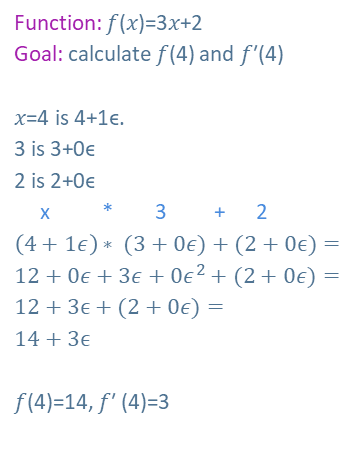 Function: f(x)=3x+2
Goal: calculate f(4) and f'(4)
x=4 is 4+1ϵ.
3 is 3+0ϵ
2 is 2+0ϵ
x * 3 + 2
(4 + 1ϵ) * (3 + 0ϵ) + (2 + 0ϵ) =
12 + 0ϵ + 3ϵ + 0ϵ² + (2 + 0ϵ) =
12 + 3ϵ + (2 + 0ϵ) =
14 + 3ϵ
f(4)=14, f' (4)=3